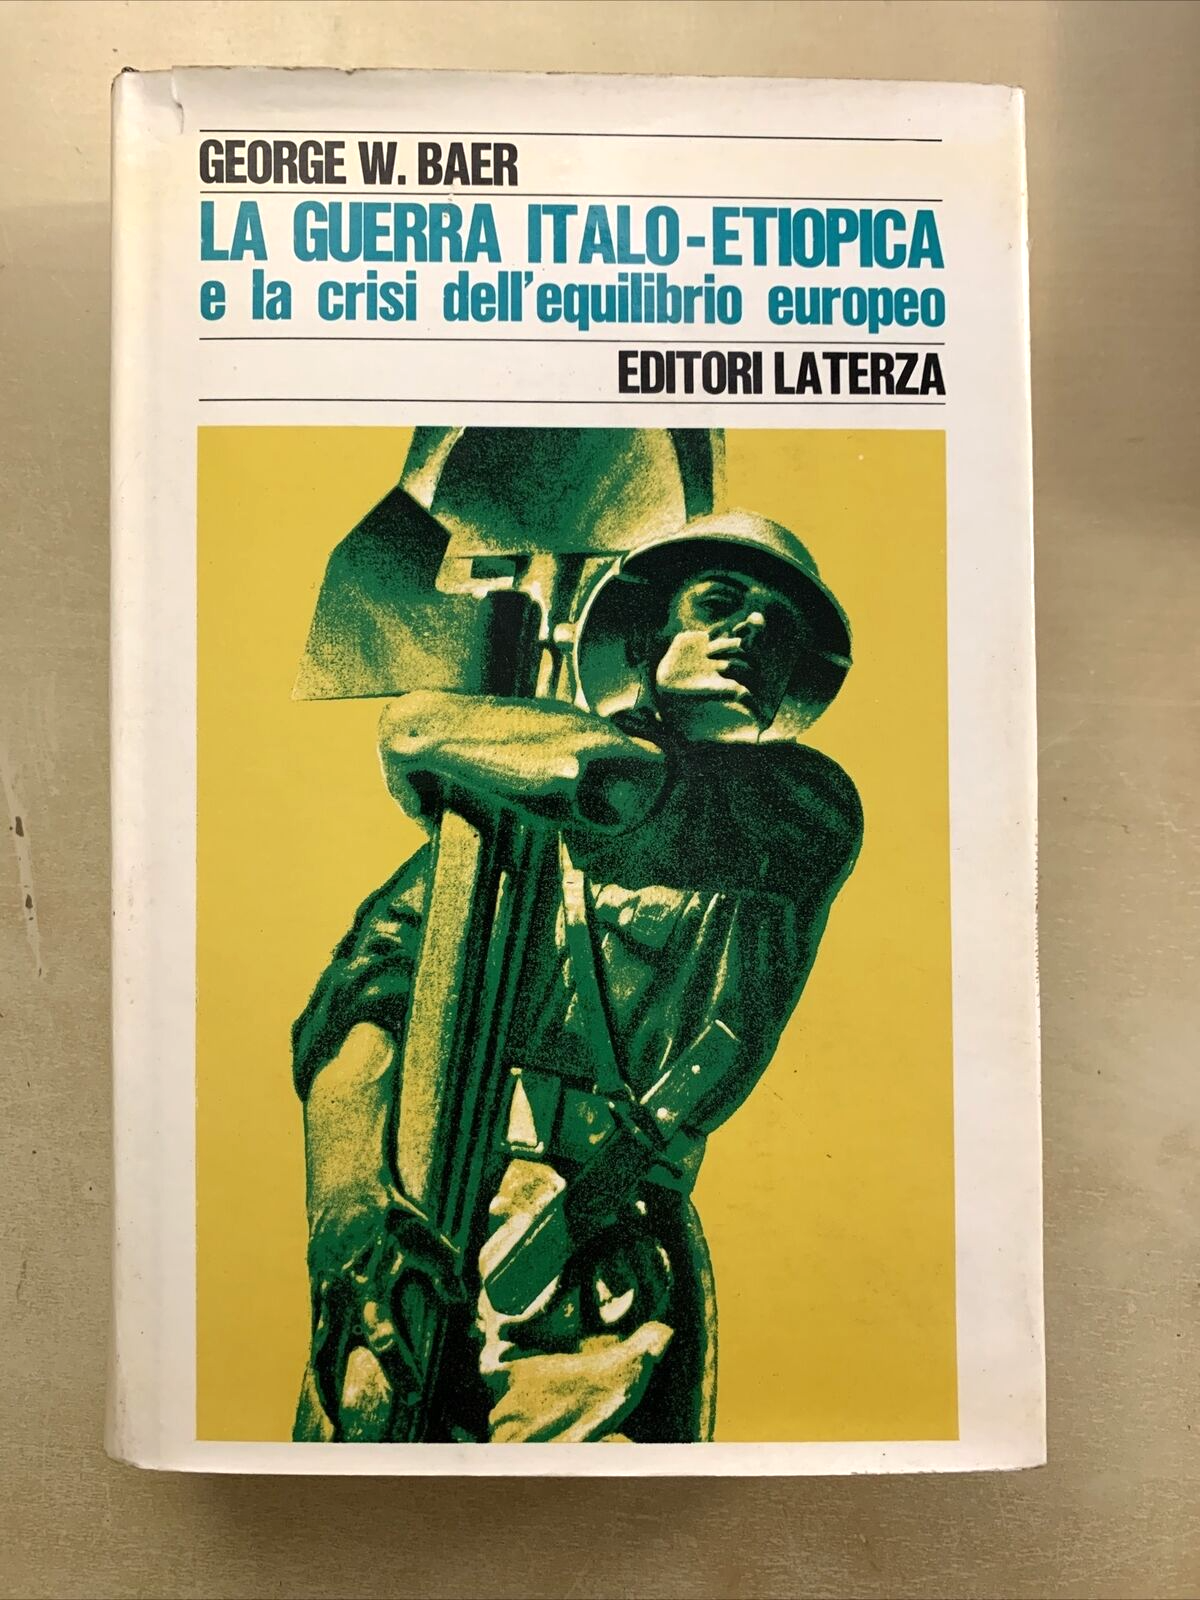 GEORGE W. BAER
LA GUERRA ITALO-ETIOPICA
e la crisi dell'equilibrio europeo
EDITORI LATERZA